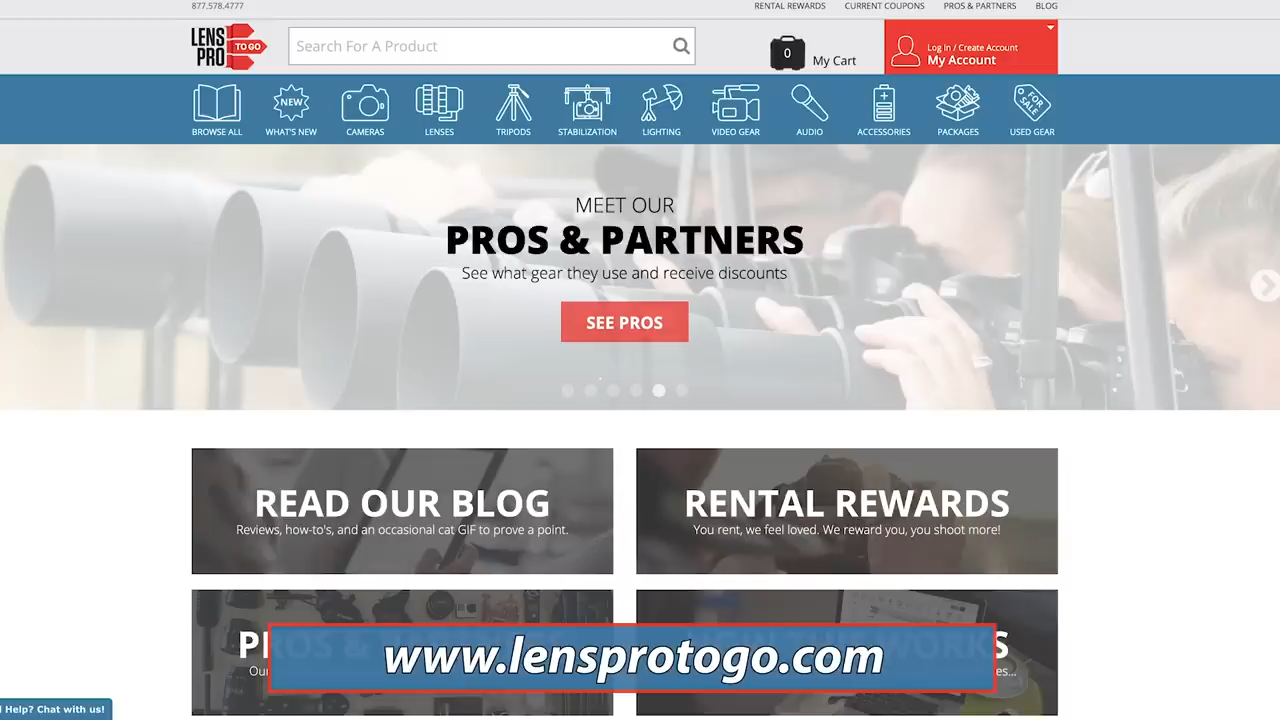 877.578.4777
RENTAL REWARDS
CURRENT COUPONS
PROS & PARTNERS
BLOG
LENS PRO TO GO
Search For A Product
0
My Cart
Log In / Create Account
My Account
BROWSE ALL
NEW
WHAT'S NEW
CAMERAS
LENSES
TRIPODS
STABILIZATION
LIGHTING
VIDEO GEAR
AUDIO
ACCESSORIES
PACKAGES
FOR SALE
USED GEAR
MEET OUR
PROS & PARTNERS
See what gear they use and receive discounts
SEE PROS
READ OUR BLOG
Reviews, how-to's, and an occasional cat GIF to prove a point.
RENTAL REWARDS
You rent, we feel loved. We reward you, you shoot more!
www.lensprotogo.com
Help? Chat with us!